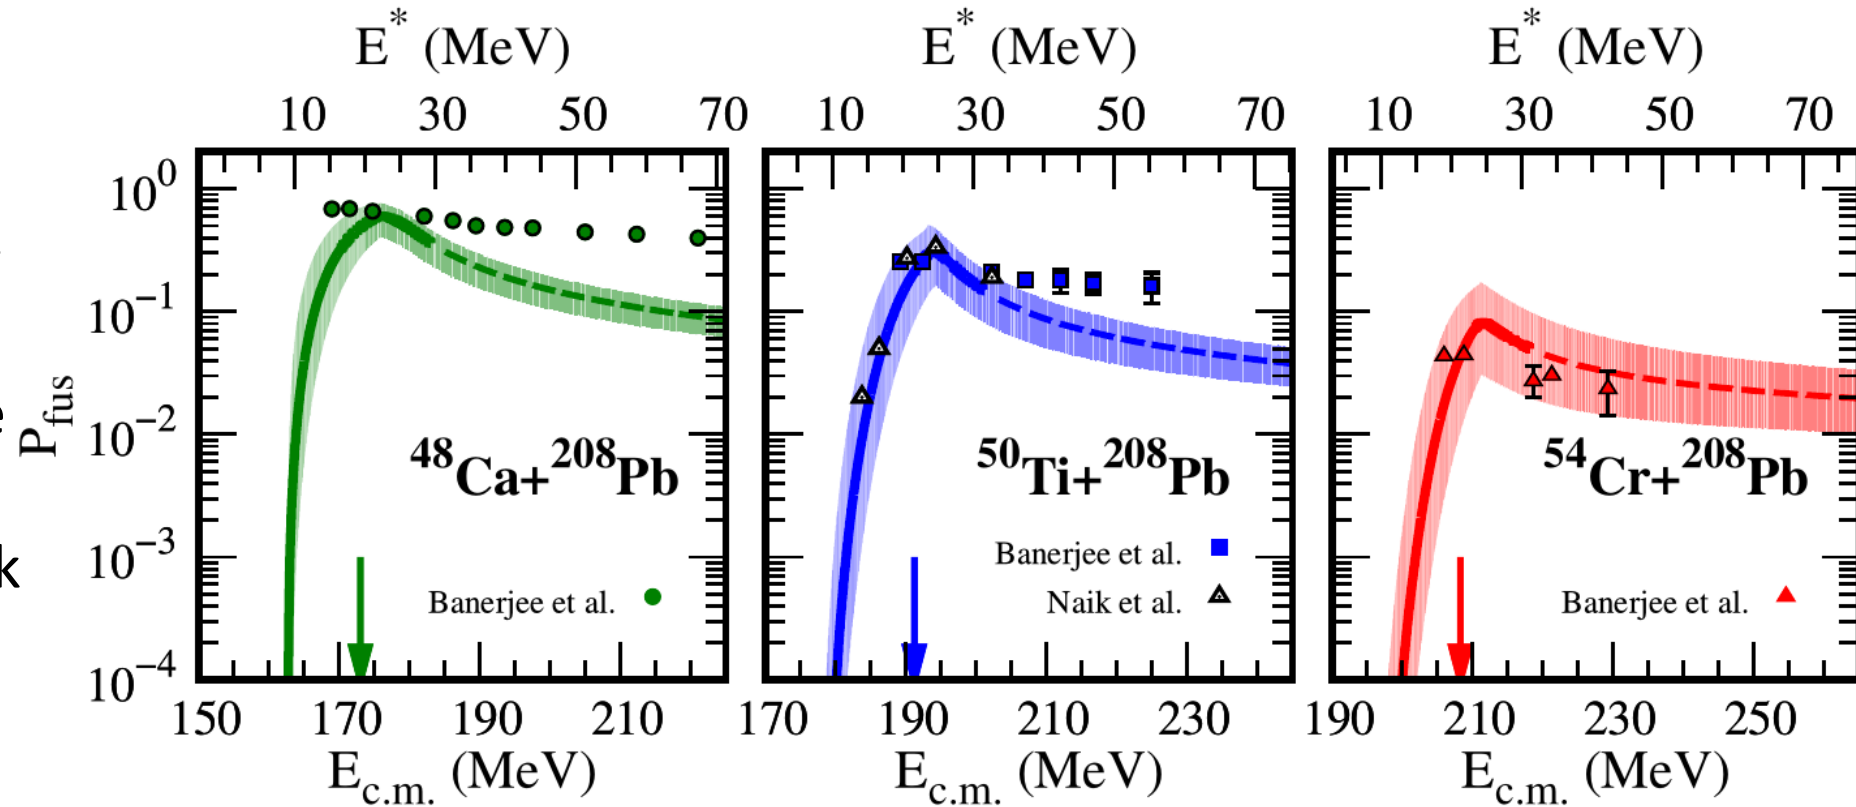 E* (MeV) E* (MeV) E* (MeV)
10 30 50 70 10 30 50 10 30 50 70
10⁰
10⁻¹
10⁻²
10⁻³
10⁻⁴
P_fus
⁴⁸Ca+²⁰⁸Pb
Banerjee et al.
⁵⁰Ti+²⁰⁸Pb
Banerjee et al.
Naik et al.
⁵⁴Cr+²⁰⁸Pb
Banerjee et al.
k
150 170 190 210 170 190 210 230 190 210 230 250
E_c.m. (MeV) E_c.m. (MeV) E_c.m. (MeV)